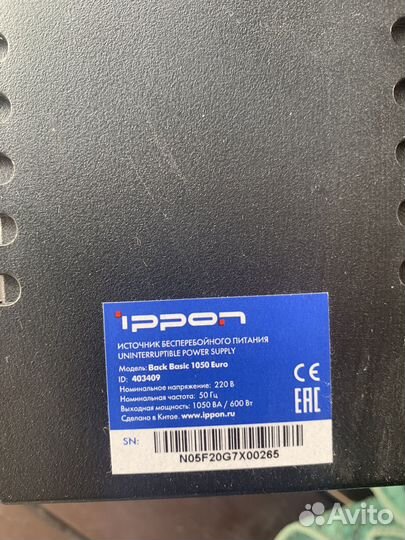 ippon
ИСТОЧНИК БЕСПЕРЕБОЙНОГО ПИТАНИЯ
UNINTERRUPTIBLE POWER SUPPLY
Модель: Back Basic 1050 Euro
ID: 403409
Номинальное напряжение: 220 В
Номинальная частота: 50 Гц
Выходная мощность: 1050 ВА / 600 Вт
Сделано в Китае. www.ippon.ru
CE
EAC
SN:
N05F20G7X00265
Avito